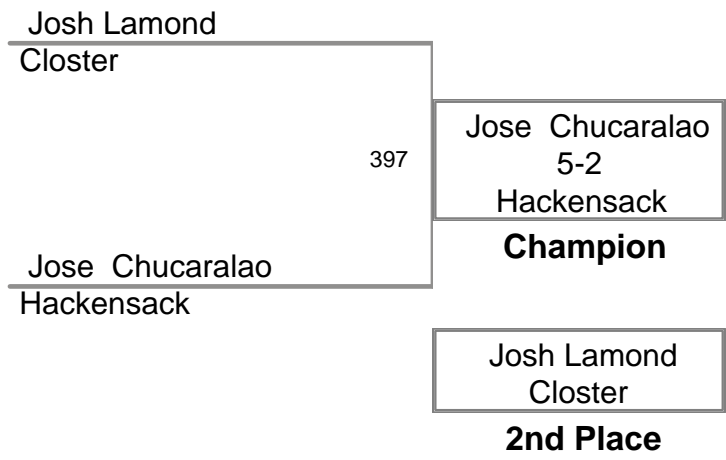 Josh Lamond
Closter
397
Jose  Chucaralao
5-2
Hackensack
Champion
Jose  Chucaralao
Hackensack
Josh Lamond
Closter
2nd Place